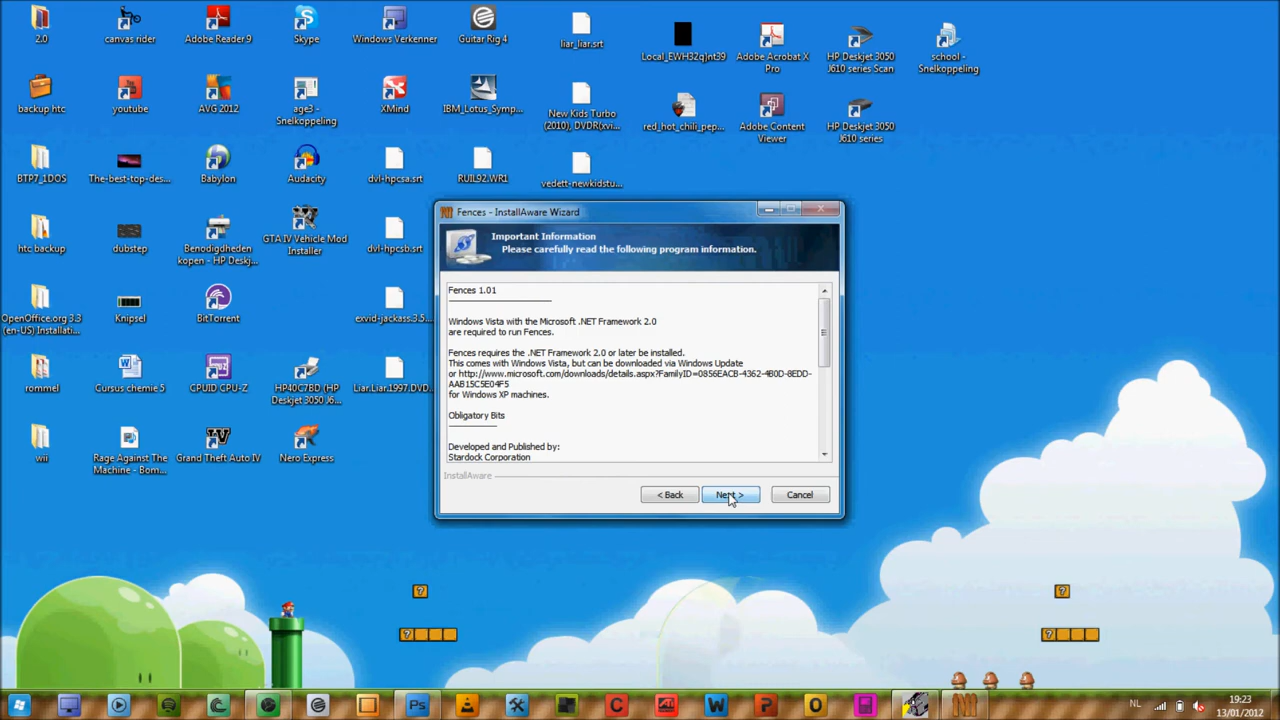 2.0
canvas rider
Adobe Reader 9
Skype
Windows Verkenner
Guitar Rig 4
liar_liar.srt
Local_EWH32qJnt39
Adobe Acrobat X
Pro
HP Deskjet 3050
J610 series Scan
school -
Snelkoppeling
backup htc
youtube
AVG 2012
age3 -
Snelkoppeling
XMind
IBM_Lotus_Symp...
New Kids Turbo
(2010), DVDR(xvi...
red_hot_chili_pep...
Adobe Content
Viewer
HP Deskjet 3050
J610 series
BTP7_1DOS
The-best-top-des...
Babylon
Audacity
dvl-hpcsa.srt
RUIL92.WR1
vedett-newkidstu...
htc backup
dubstep
Benodigdheden
kopen - HP Deskj...
GTA IV Vehicle Mod
Installer
dvl-hpcsb.srt
OpenOffice.org 3.3
(en-US) Installati...
Knipsel
BitTorrent
exvid-jackass.3.5...
rommel
Cursus chemie 5
CPUID CPU-Z
HP40C7BD (HP
Deskjet 3050 J6...
Liar.Liar.1997.DVD...
wii
Rage Against The
Machine - Bom...
Grand Theft Auto IV
Nero Express
Fences - InstallAware Wizard
Important Information
Please carefully read the following program information.
Fences 1.01
Windows Vista with the Microsoft .NET Framework 2.0
are required to run Fences.
Fences requires the .NET Framework 2.0 or later be installed.
This comes with Windows Vista, but can be downloaded via Windows Update
or http://www.microsoft.com/downloads/details.aspx?FamilyID=0856EACB-4362-4B0D-8EDD-
AAB15C5E04F5
for Windows XP machines.
Obligatory Bits
Developed and Published by:
Stardock Corporation
InstallAware
< Back
Next >
Cancel
?
?
?
?
Ps
C
W
P
O
NL
19:23
13/01/2012